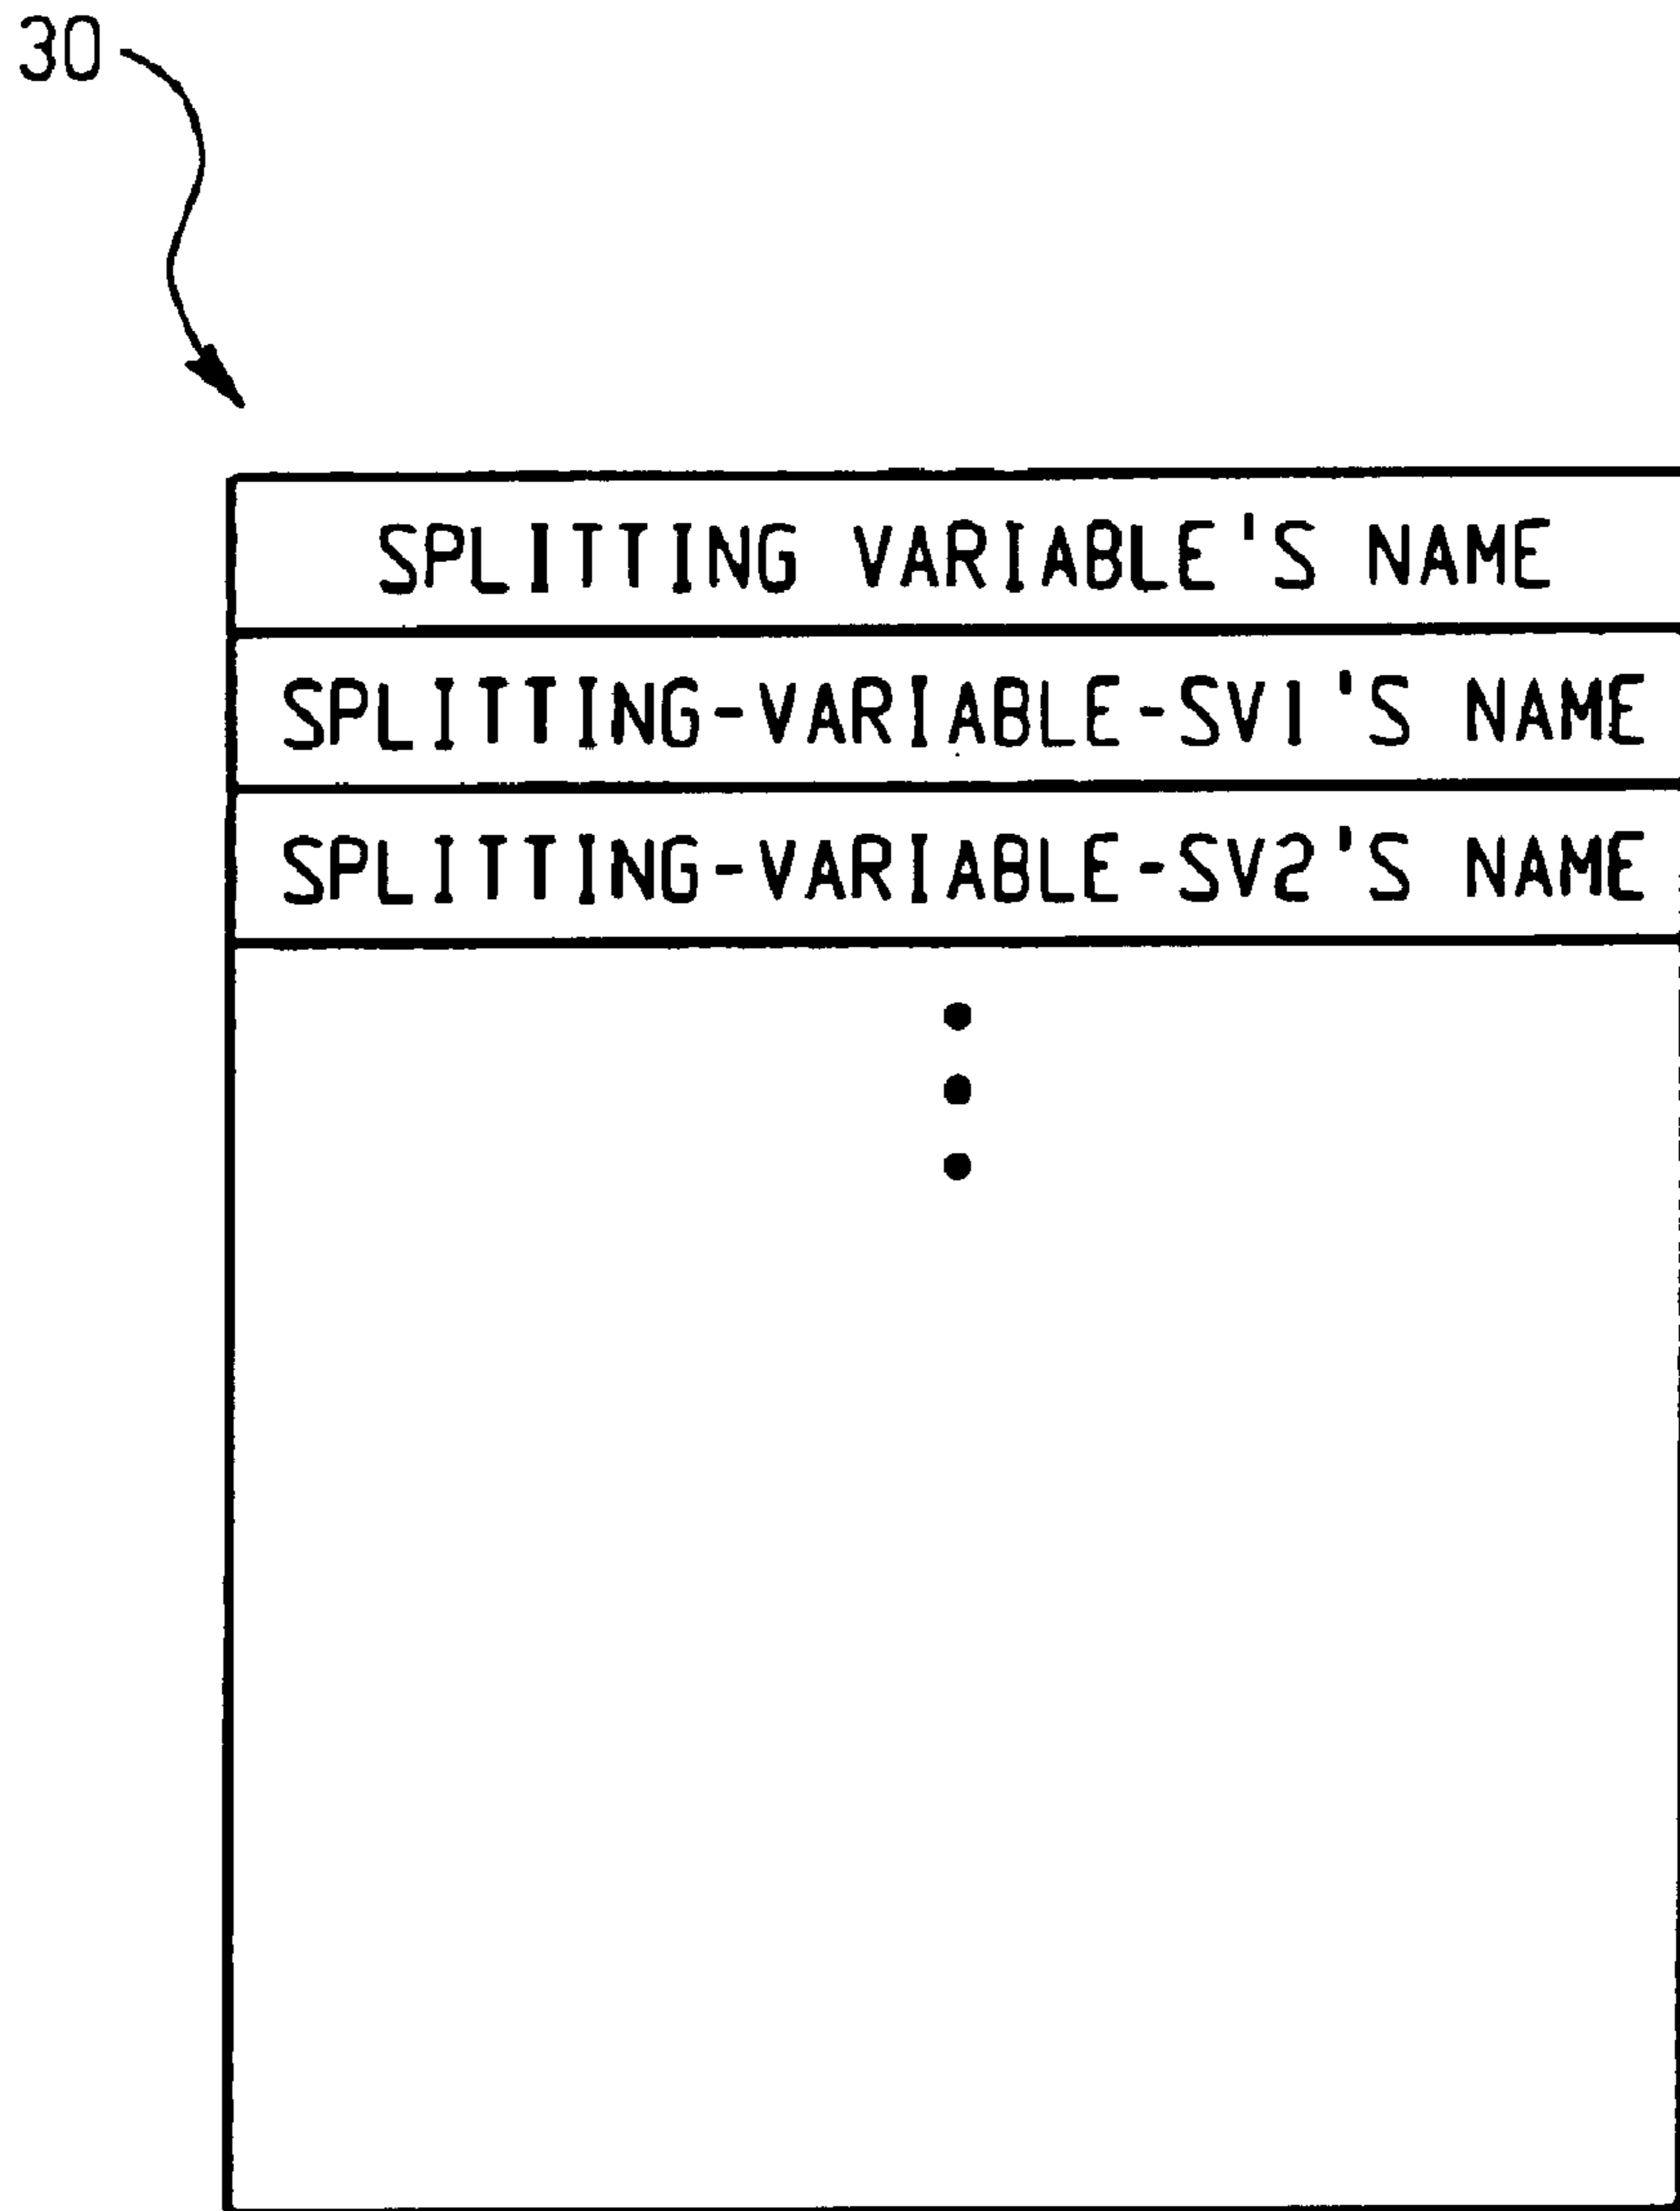 30
SPLITTING VARIABLE'S NAME
SPLITTING-VARIABLE-SV1'S NAME
SPLITTING-VARIABLE-SV2'S NAME